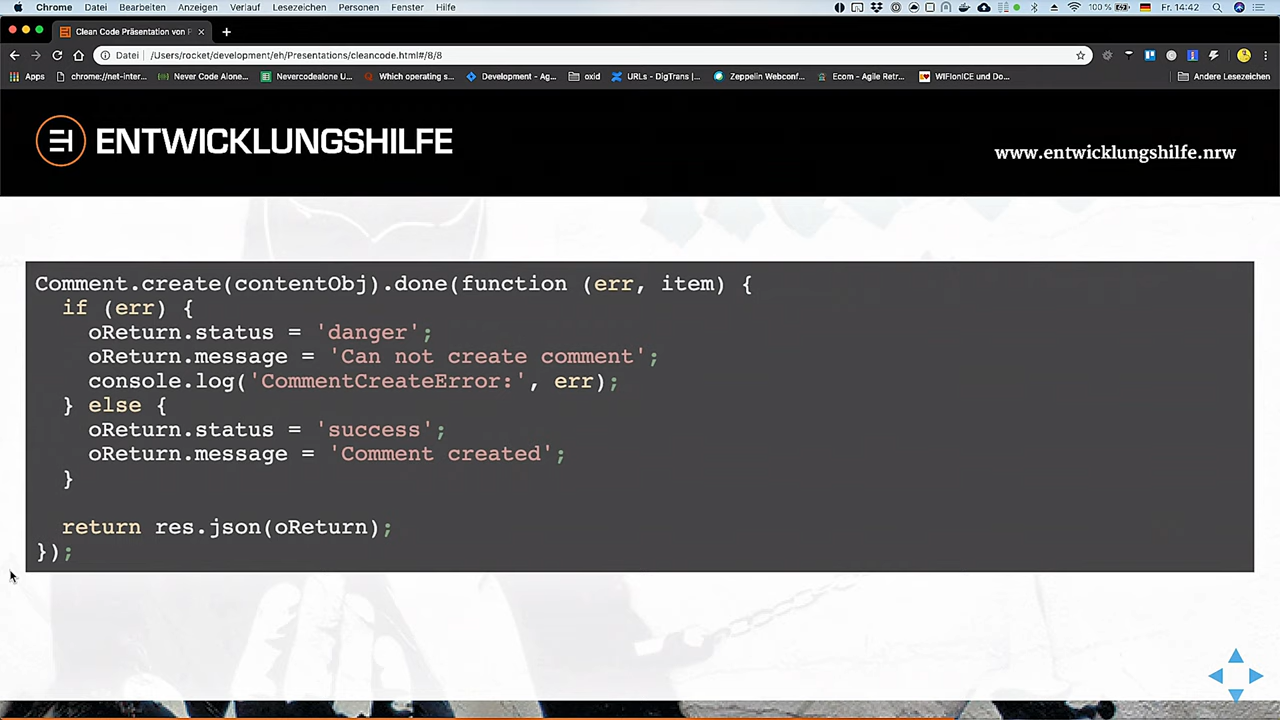 Chrome Datei Bearbeiten Anzeigen Verlauf Lesezeichen Personen Fenster Hilfe 100 % Fr. 14:42
Clean Code Präsentation von P
Datei /Users/rocket/development/eh/Presentations/cleancode.html#/8/8
Apps chrome://net-inter... Never Code Alone... Nevercodealone U... Which operating s... Development - Ag... oxid URLs - DigTrans |... Zeppelin Webconf... Ecom - Agile Retr... WIFIonICE und Do... Andere Lesezeichen
ENTWICKLUNGSHILFE
www.entwicklungshilfe.nrw
Comment.create(contentObj).done(function (err, item) {
  if (err) {
    oReturn.status = 'danger';
    oReturn.message = 'Can not create comment';
    console.log('CommentCreateError:', err);
  } else {
    oReturn.status = 'success';
    oReturn.message = 'Comment created';
  }
  return res.json(oReturn);
});